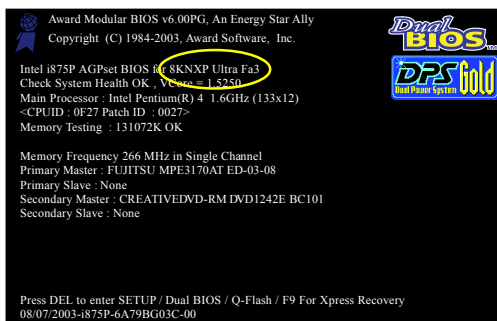 Award Modular BIOS v6.00PG, An Energy Star Ally
Copyright (C) 1984-2003, Award Software, Inc.
Dual
BIOS
Intel i875P AGPset BIOS for 8KNXP Ultra Fa3
DPS Gold
Dual Power System
Check System Health OK , VCore = 1.5250
Main Processor : Intel Pentium(R) 4 1.6GHz (133x12)
<CPUID : 0F27 Patch ID : 0027>
Memory Testing : 131072K OK
Memory Frequency 266 MHz in Single Channel
Primary Master : FUJITSU MPE3170AT ED-03-08
Primary Slave : None
Secondary Master : CREATIVEDVD-RM DVD1242E BC101
Secondary Slave : None
Press DEL to enter SETUP / Dual BIOS / Q-Flash / F9 For Xpress Recovery
08/07/2003-i875P-6A79BG03C-00